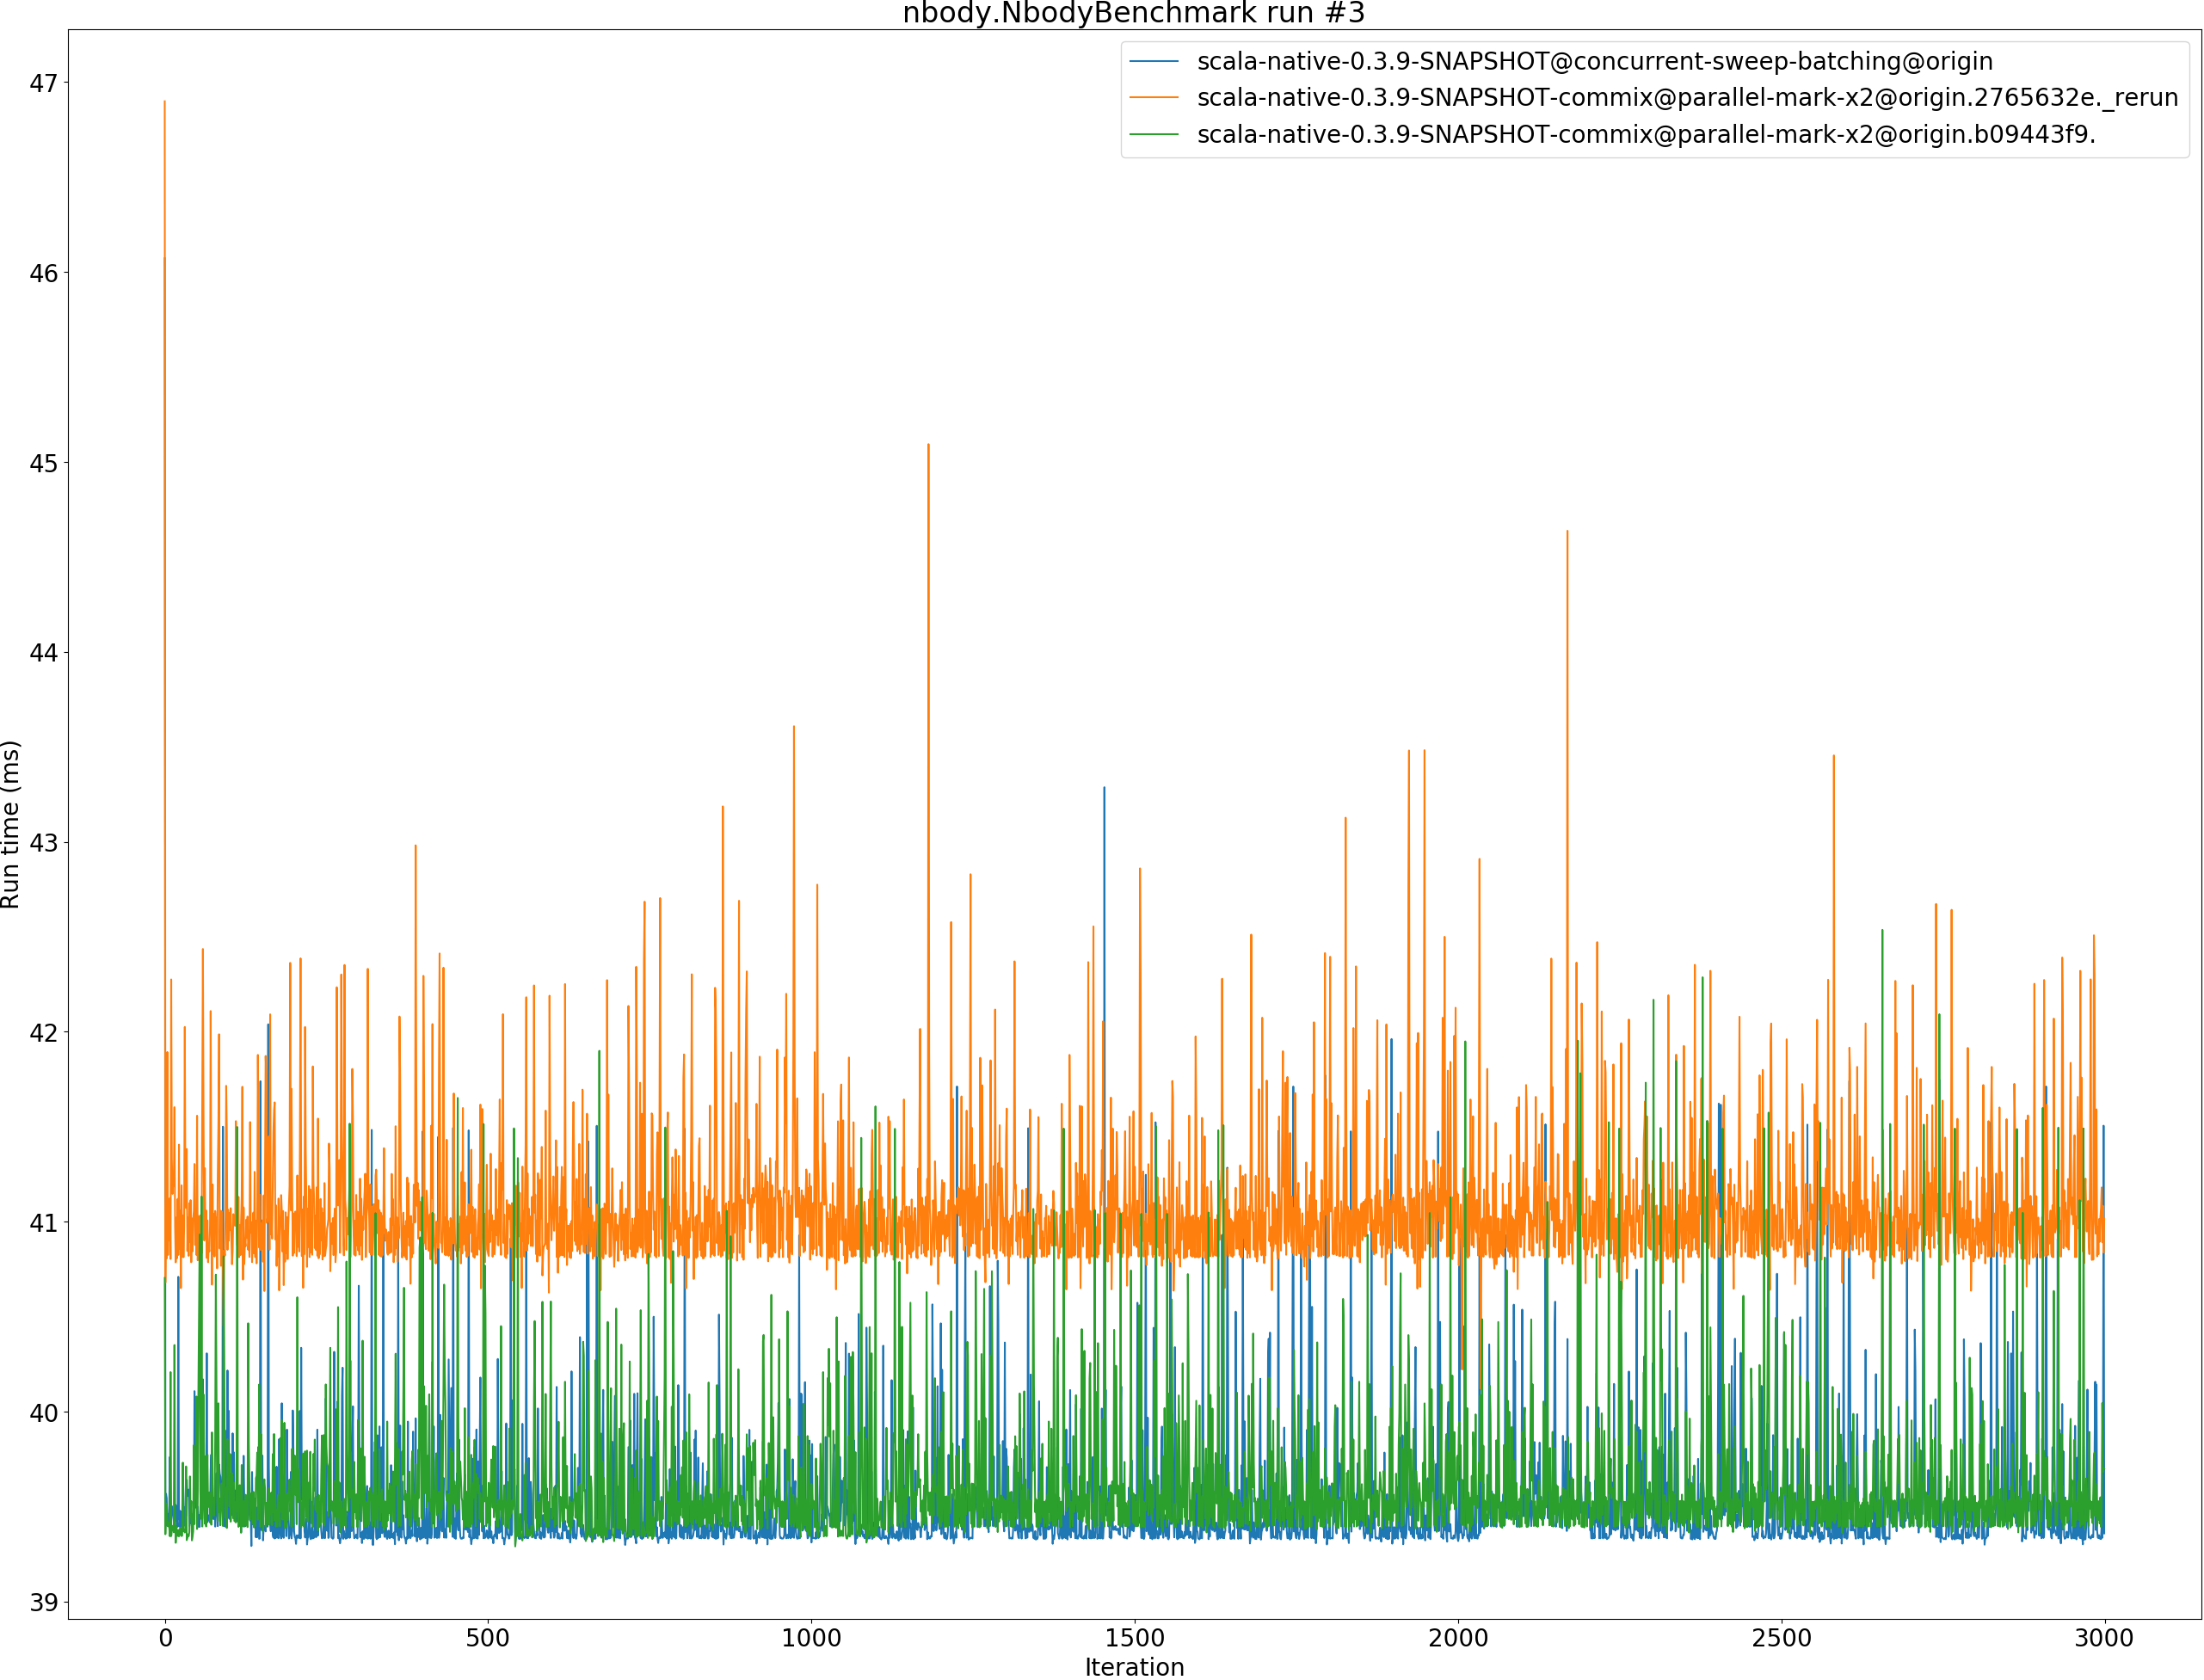 nbody.NbodyBenchmark run #3
scala-native-0.3.9-SNAPSHOT@concurrent-sweep-batching@origin
scala-native-0.3.9-SNAPSHOT-commix@parallel-mark-x2@origin.2765632e._rerun
scala-native-0.3.9-SNAPSHOT-commix@parallel-mark-x2@origin.b09443f9.
47
46
45
44
43
42
41
40
39
Run time (ms)
0 500 1000 1500 2000 2500 3000
Iteration